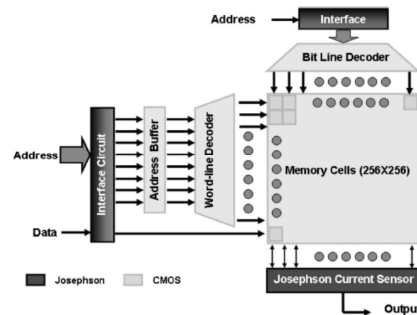 Address
Interface
Bit Line Decoder
Interface Circuit
Address Buffer
Word-line Decoder
Memory Cells (256X256)
Address
Data
Josephson
CMOS
Josephson Current Sensor
Output